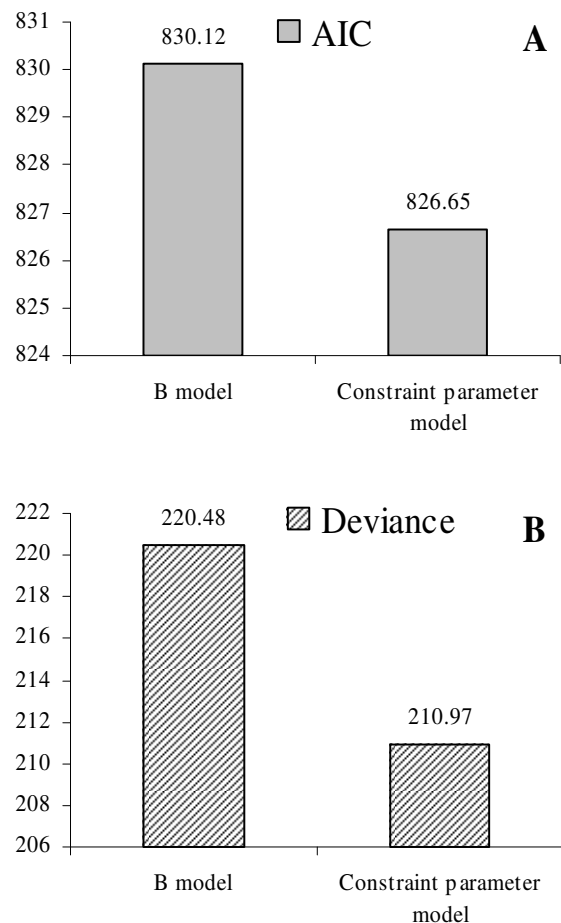 831
830
829
828
827
826
825
824
830.12
AIC
A
826.65
B model
Constraint parameter
model
222
220
218
216
214
212
210
208
206
220.48
Deviance
B
210.97
B model
Constraint parameter
model